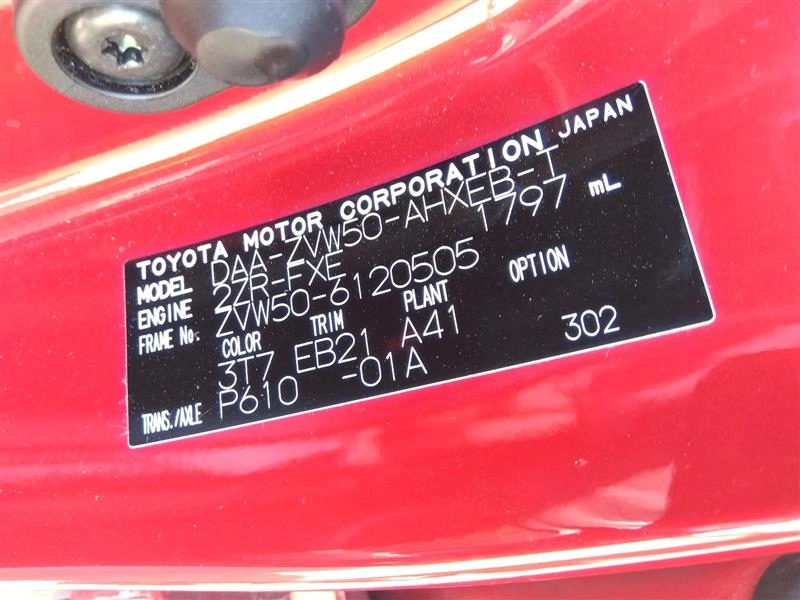 TOYOTA MOTOR CORPORATION JAPAN
MODEL DAA-ZVW50-AHXEB-T
ENGINE 2ZR-FXE 1797 mL
FRAME No. ZVW50-6120505
COLOR TRIM PLANT OPTION
3T7 EB21 A41 302
TRANS./AXLE P610 -01A